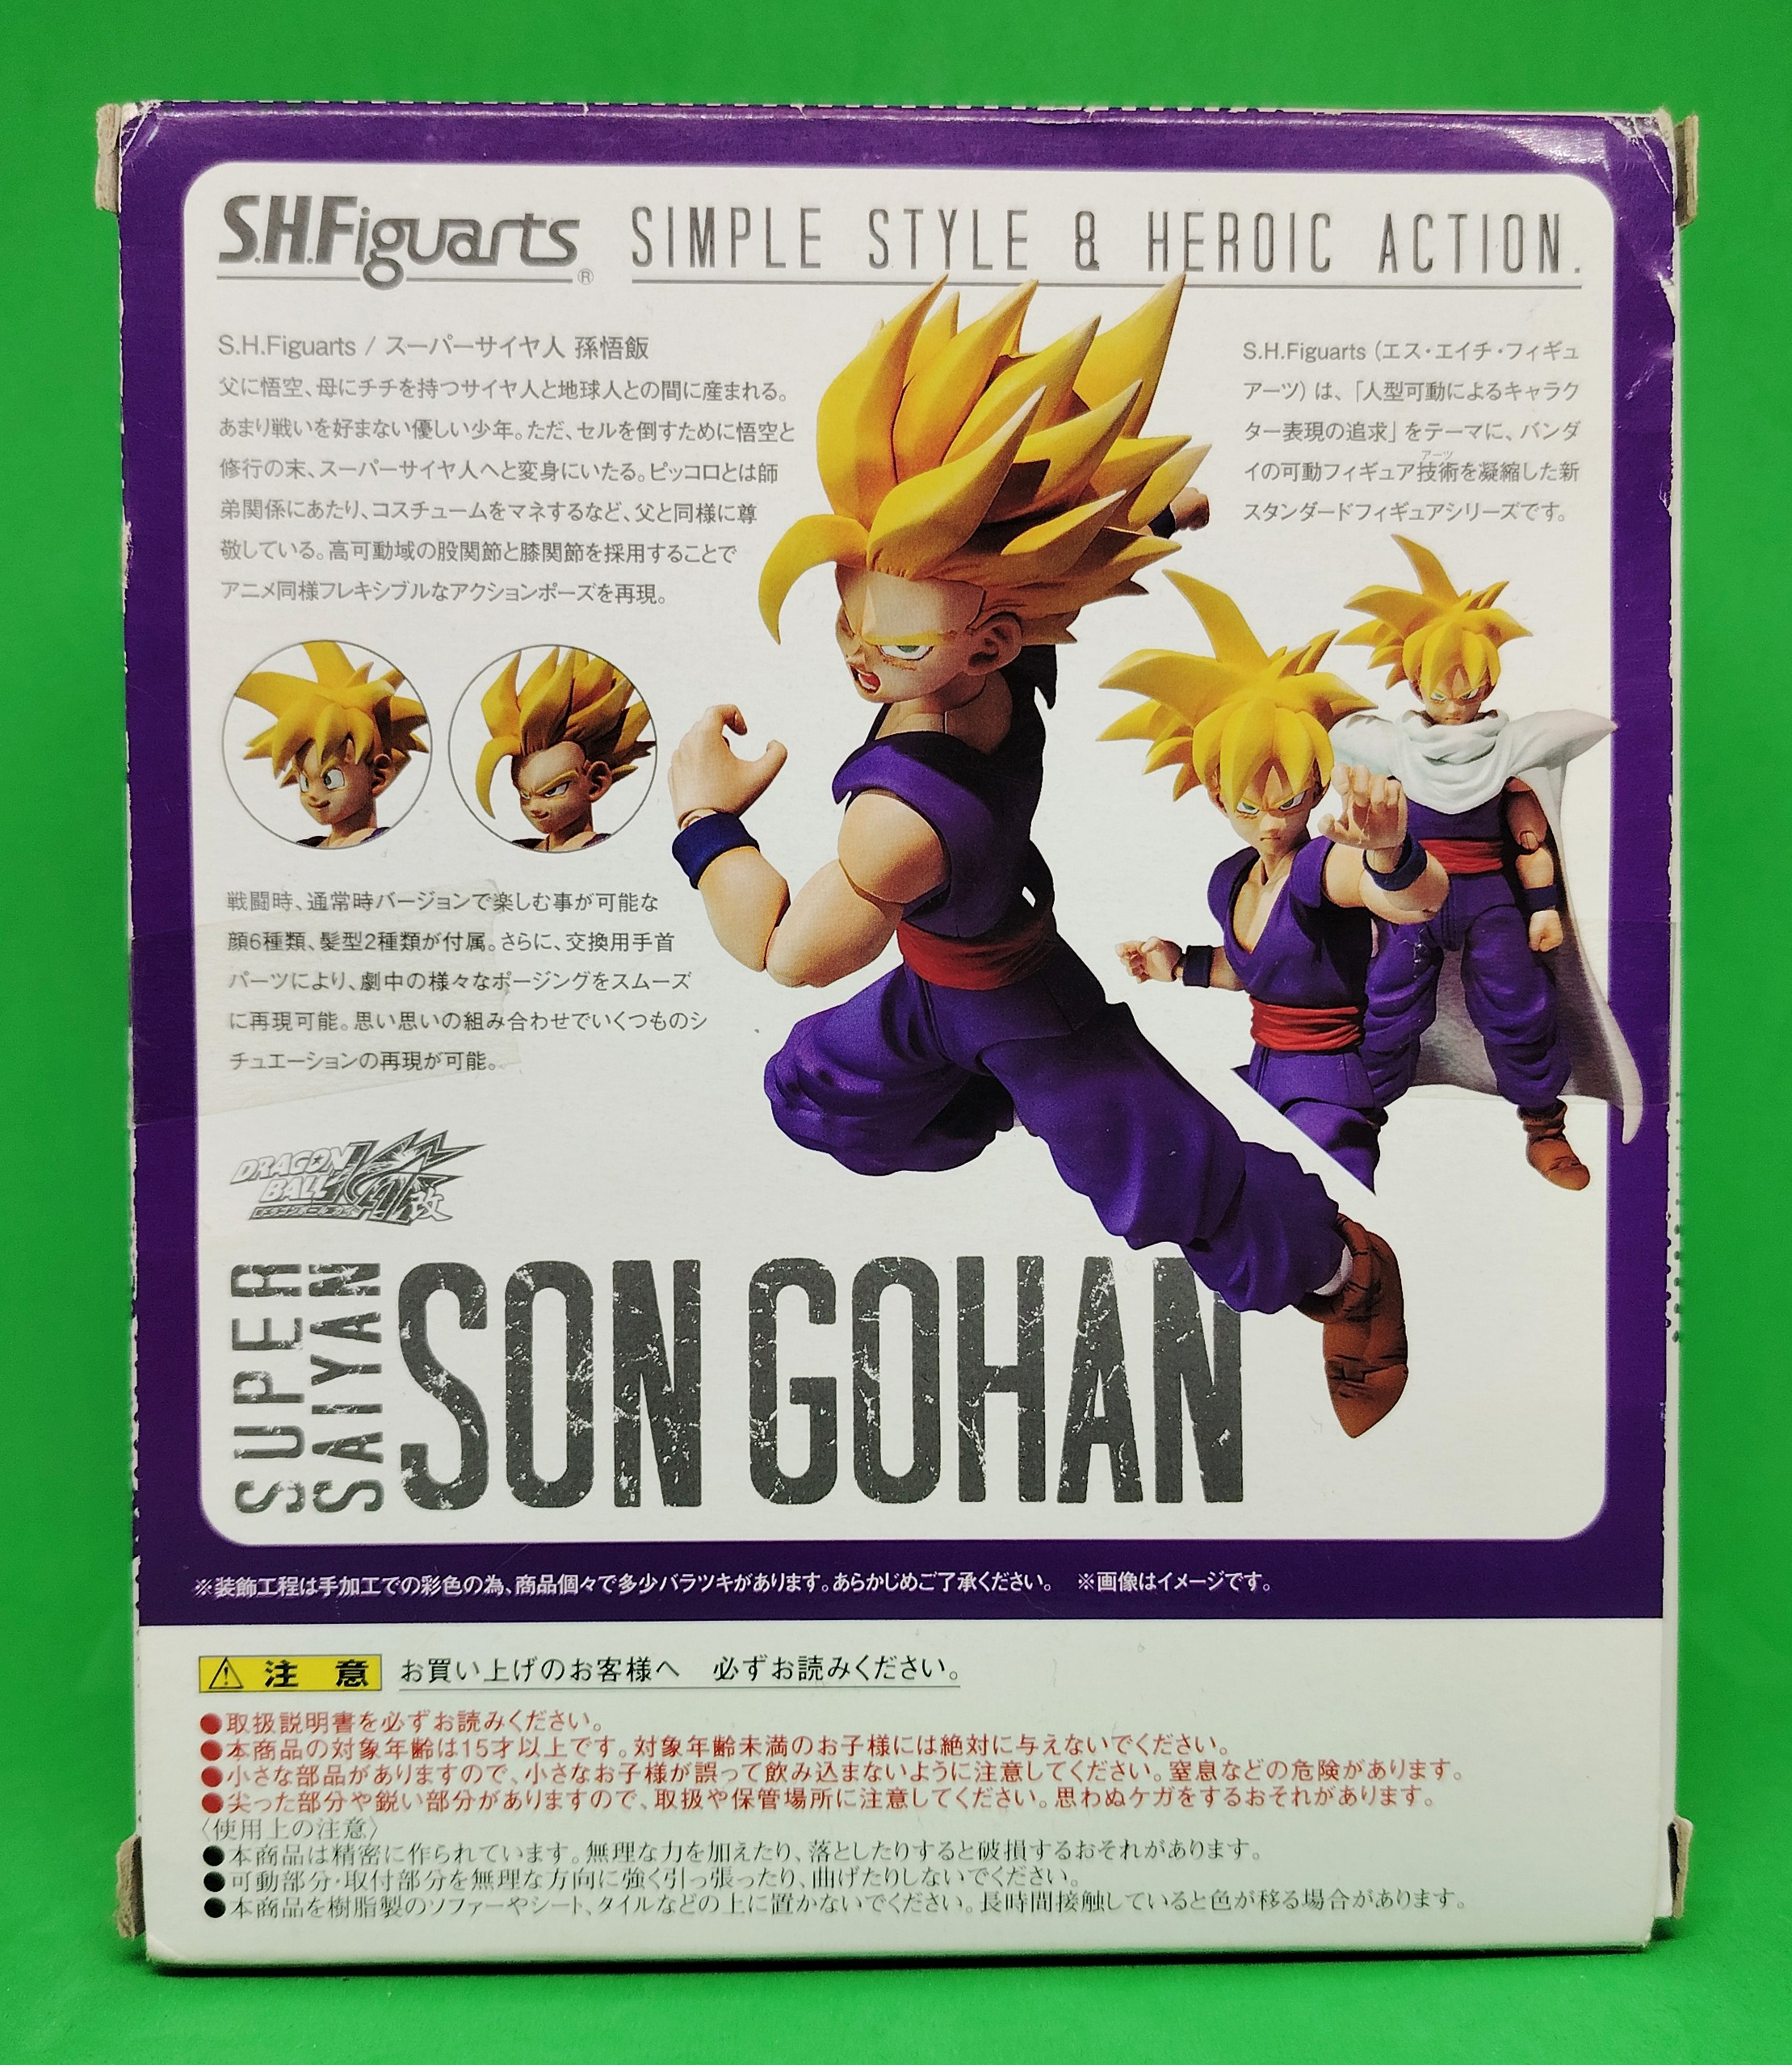 S.H.Figuarts®
SIMPLE STYLE & HEROIC ACTION.
S.H.Figuarts / スーパーサイヤ人 孫悟飯
父に悟空、母にチチを持つサイヤ人と地球人との間に産まれる。
あまり戦いを好まない優しい少年。ただ、セルを倒すために悟空と
修行の末、スーパーサイヤ人へと変身にいたる。ピッコロとは師
弟関係にあたり、コスチュームをマネするなど、父と同様に尊
敬している。高可動域の股関節と膝関節を採用することで
アニメ同様フレキシブルなアクションポーズを再現。
S.H.Figuarts (エス・エイチ・フィギュ
アーツ) は、「人型可動によるキャラク
ター表現の追求」をテーマに、バンダ
アーツ
イの可動フィギュア技術を凝縮した新
スタンダードフィギュアシリーズです。
戦闘時、通常時バージョンで楽しむ事が可能な
顔6種類、髪型2種類が付属。さらに、交換用手首
パーツにより、劇中の様々なポージングをスムーズ
に再現可能。思い思いの組み合わせでいくつものシ
チュエーションの再現が可能。
DRAGON
BALL KAI 改
ドラゴンボール カイ
SUPER
SAIYAN
SON GOHAN
※装飾工程は手加工での彩色の為、商品個々で多少バラツキがあります。あらかじめご了承ください。 ※画像はイメージです。
⚠ 注 意 お買い上げのお客様へ 必ずお読みください。
●取扱説明書を必ずお読みください。
●本商品の対象年齢は15才以上です。対象年齢未満のお子様には絶対に与えないでください。
●小さな部品がありますので、小さなお子様が誤って飲み込まないように注意してください。窒息などの危険があります。
●尖った部分や鋭い部分がありますので、取扱や保管場所に注意してください。思わぬケガをするおそれがあります。
〈使用上の注意〉
●本商品は精密に作られています。無理な力を加えたり、落としたりすると破損するおそれがあります。
●可動部分・取付部分を無理な方向に強く引っ張ったり、曲げたりしないでください。
●本商品を樹脂製のソファーやシート、タイルなどの上に置かないでください。長時間接触していると色が移る場合があります。